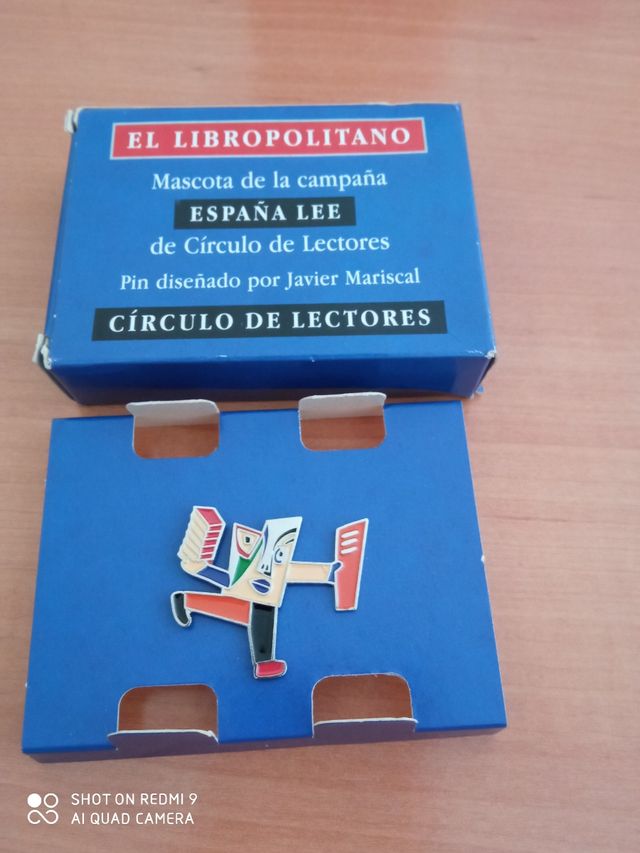 EL LIBROPOLITANO
Mascota de la campaña
ESPAÑA LEE
de Círculo de Lectores
Pin diseñado por Javier Mariscal
CÍRCULO DE LECTORES
SHOT ON REDMI 9
AI QUAD CAMERA